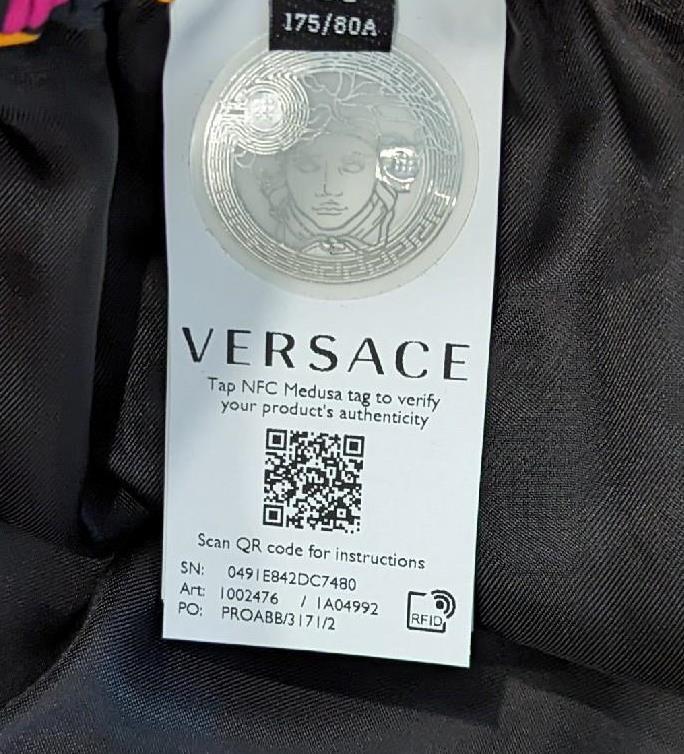 175/80A
VERSACE
Tap NFC Medusa tag to verify
your product's authenticity
Scan QR code for instructions
SN: 0491E842DC7480
Art: 1002476 / 1A04992
PO: PROABB/3171/2
RFID